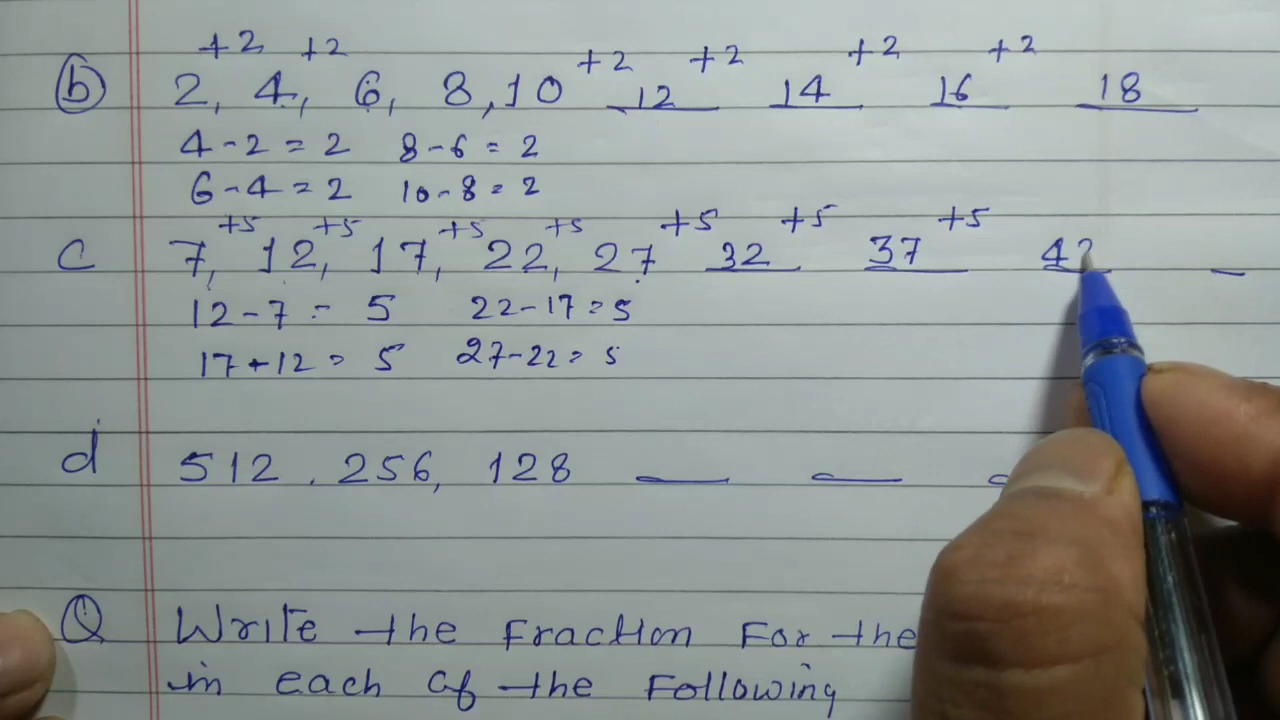 +2 +2 +2 +2 +2 +2
b 2, 4, 6, 8, 10 12 14 16 18
4-2=2 8-6=2
6-4=2 10-8=2
+5 +5 +5 +5 +5 +5 +5
c 7, 12, 17, 22, 27 32 37 42
12-7=5 22-17=5
17+12=5 27-22=5
d 512, 256, 128
Q Write the Fraction For the
in each of the Following